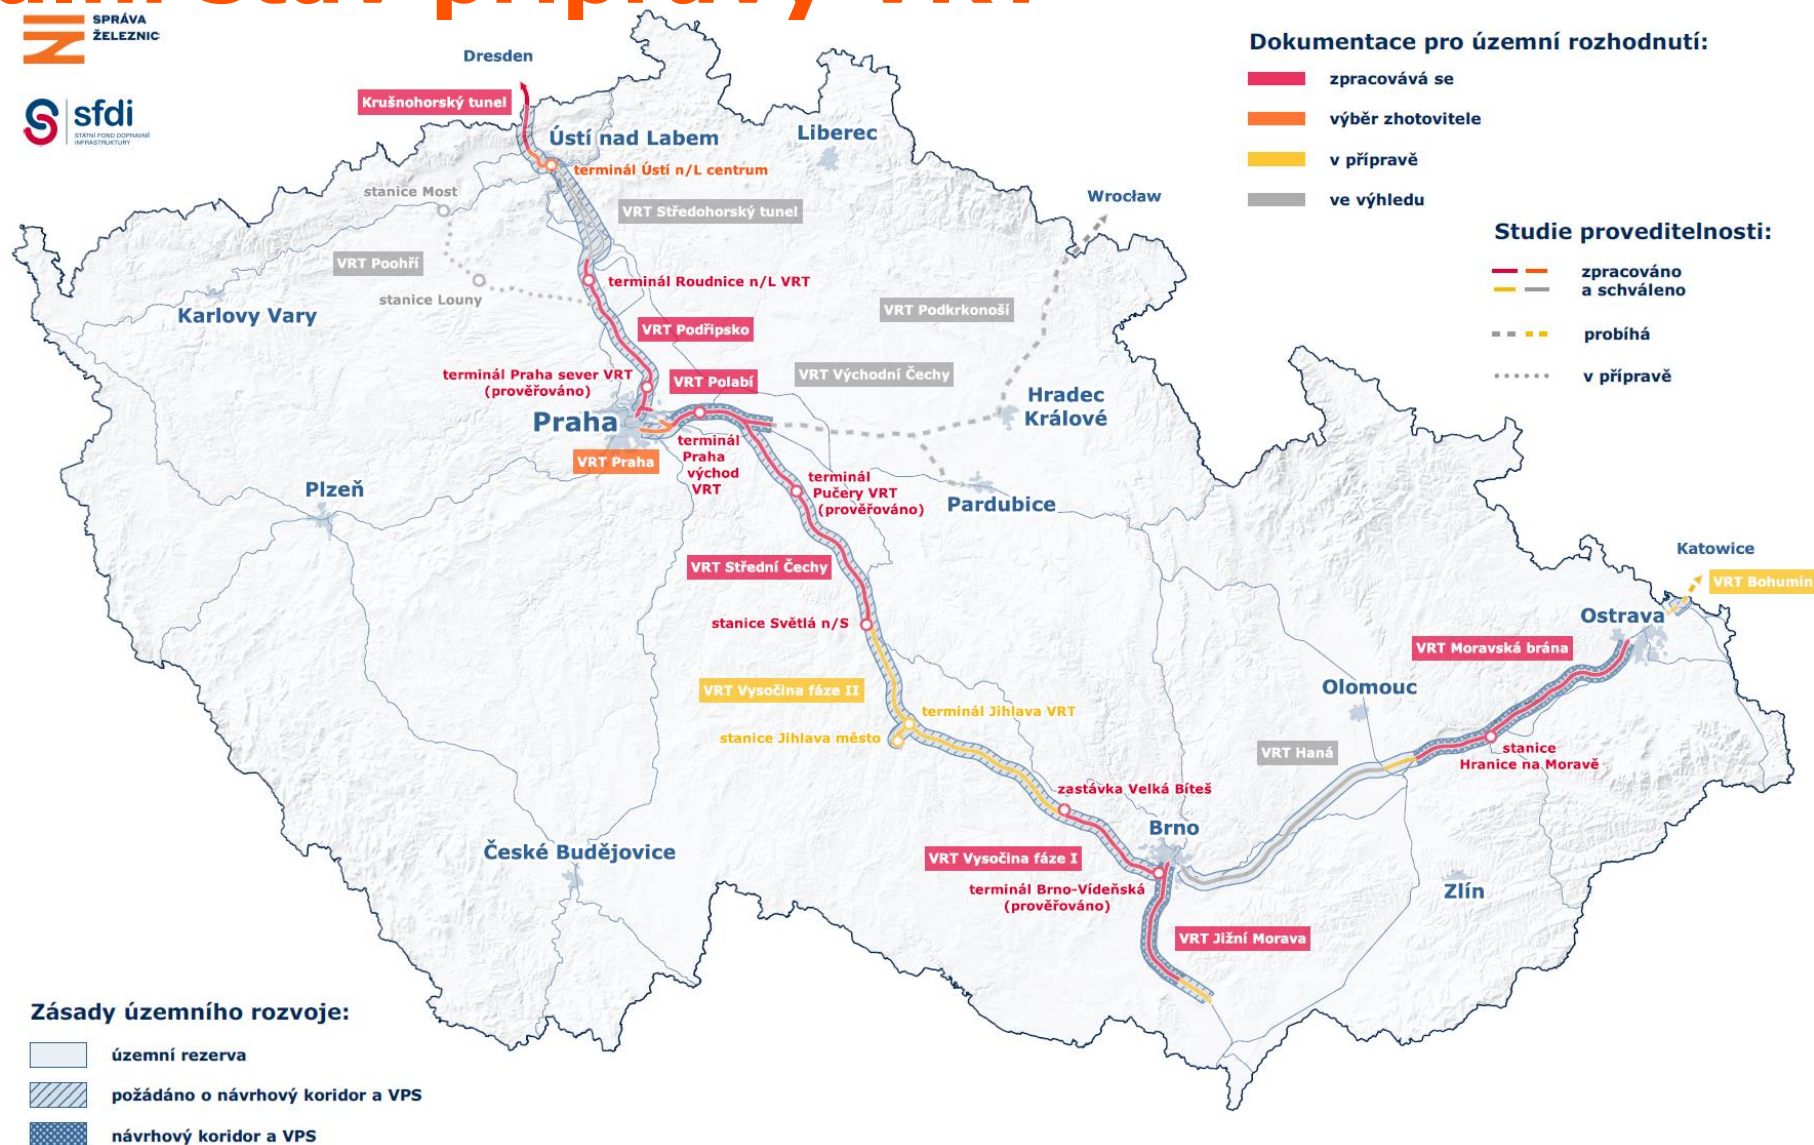 stav přípravy VRT
SPRÁVA
ŽELEZNIC
sfdi
STÁTNÍ FOND DOPRAVNÍ
INFRASTRUKTURY
Dokumentace pro územní rozhodnutí:
zpracovává se
výběr zhotovitele
v přípravě
ve výhledu
Studie proveditelnosti:
zpracováno
a schváleno
probíhá
v přípravě
Dresden
Krušnohorský tunel
Ústí nad Labem
Liberec
terminál Ústí n/L centrum
stanice Most
VRT Středohorský tunel
Wrocław
VRT Poohří
stanice Louny
terminál Roudnice n/L VRT
Karlovy Vary
VRT Podkrkonoší
VRT Podřipsko
terminál Praha sever VRT
(prověřováno)
VRT Polabí
VRT Východní Čechy
Hradec
Králové
Praha
terminál
Praha
východ
VRT
VRT Praha
terminál
Pučery VRT
(prověřováno)
Plzeň
Pardubice
VRT Střední Čechy
Katowice
VRT Bohumín
stanice Světlá n/S
Ostrava
VRT Moravská brána
VRT Vysočina fáze II
Olomouc
terminál Jihlava VRT
stanice Jihlava město
VRT Haná
stanice
Hranice na Moravě
zastávka Velká Bíteš
Brno
České Budějovice
VRT Vysočina fáze I
terminál Brno-Vídeňská
(prověřováno)
Zlín
VRT Jižní Morava
Zásady územního rozvoje:
územní rezerva
požádáno o návrhový koridor a VPS
návrhový koridor a VPS